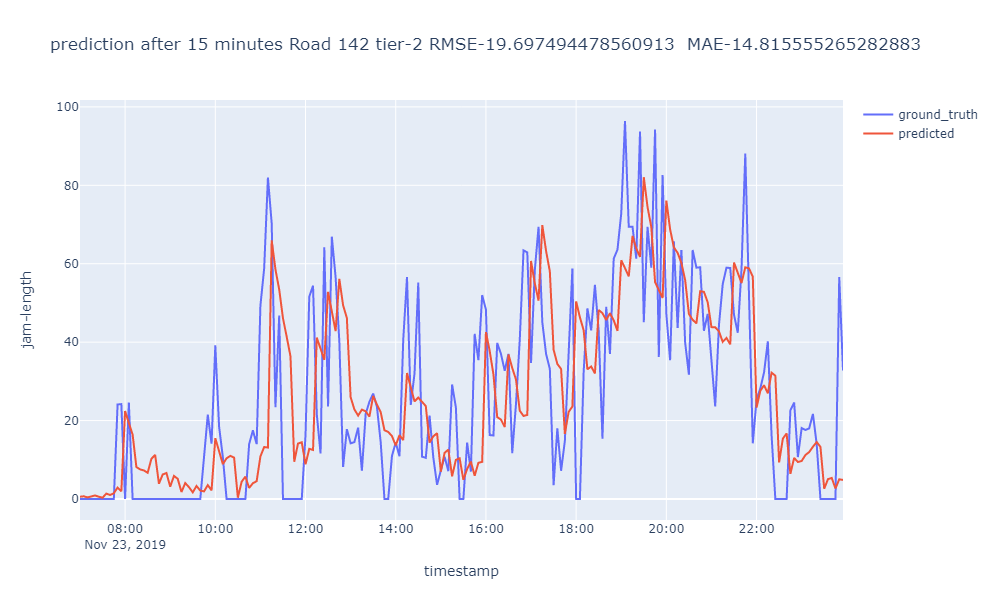 prediction after 15 minutes Road 142 tier-2 RMSE-19.697494478560913  MAE-14.815555265282883
ground_truth
predicted
jam-length
100
80
60
40
20
0
08:00 10:00 12:00 14:00 16:00 18:00 20:00 22:00
Nov 23, 2019
timestamp